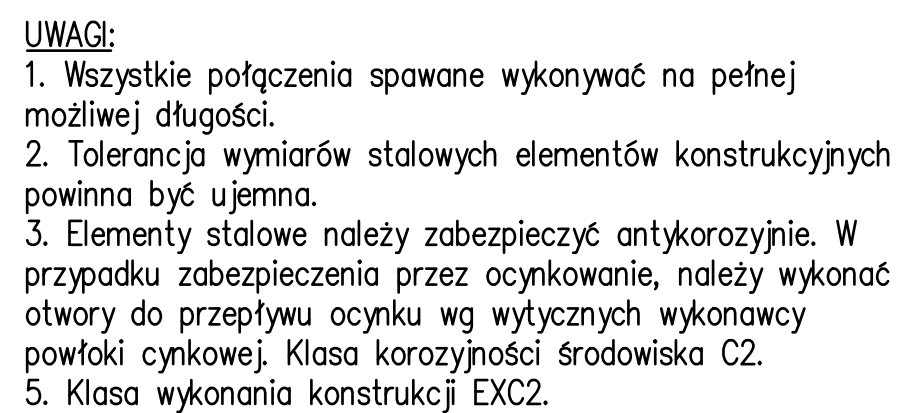 UWAGI:
1. Wszystkie połączenia spawane wykonywać na pełnej
możliwej długości.
2. Tolerancja wymiarów stalowych elementów konstrukcyjnych
powinna być ujemna.
3. Elementy stalowe należy zabezpieczyć antykorozyjnie. W
przypadku zabezpieczenia przez ocynkowanie, należy wykonać
otwory do przepływu ocynku wg wytycznych wykonawcy
powłoki cynkowej. Klasa korozyjności środowiska C2.
5. Klasa wykonania konstrukcji EXC2.